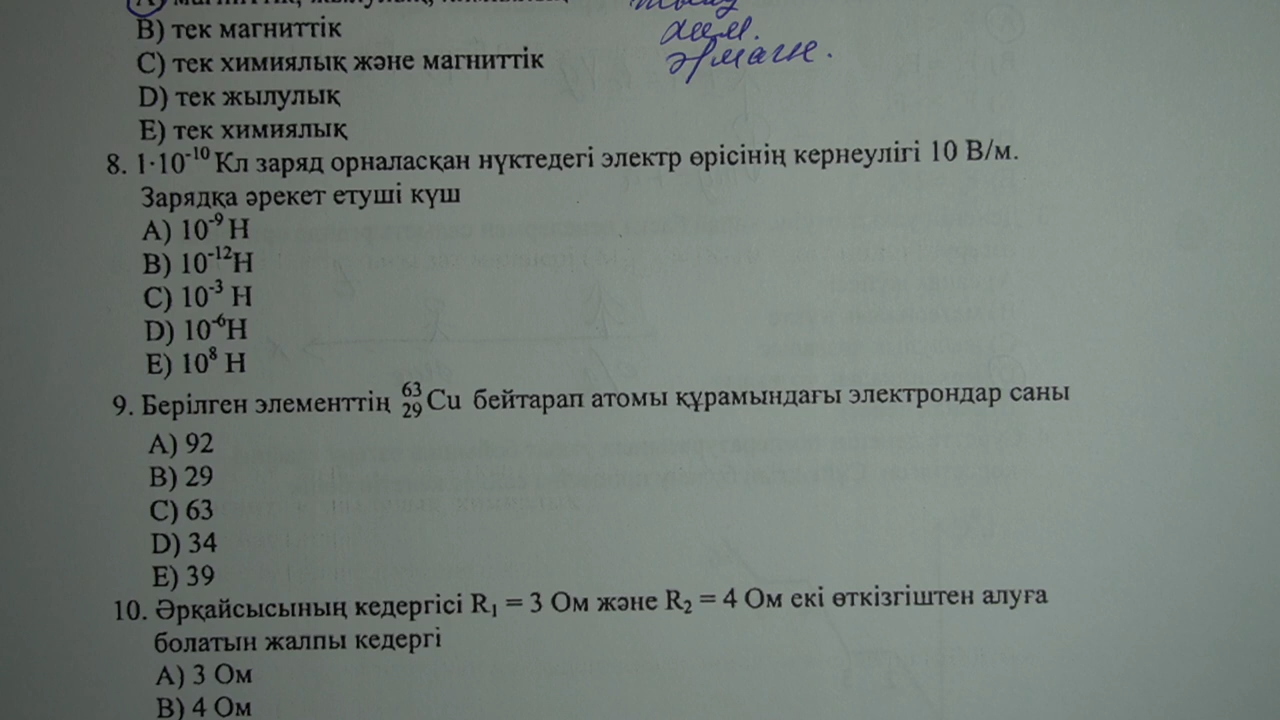 B) тек магниттік
C) тек химиялық және магниттік
D) тек жылулық
E) тек химиялық
хим.
э/магн.
8. 1·10⁻¹⁰ Кл заряд орналасқан нүктедегі электр өрісінің кернеулігі 10 В/м.
Зарядқа әрекет етуші күш
A) 10⁻⁹ Н
B) 10⁻¹²Н
C) 10⁻³ Н
D) 10⁻⁶Н
E) 10⁸ Н
9. Берілген элементтің ⁶³₂₉Cu бейтарап атомы құрамындағы электрондар саны
A) 92
B) 29
C) 63
D) 34
E) 39
10. Әрқайсысының кедергісі R₁ = 3 Ом және R₂ = 4 Ом екі өткізгіштен алуға
болатын жалпы кедергі
A) 3 Ом
B) 4 Ом